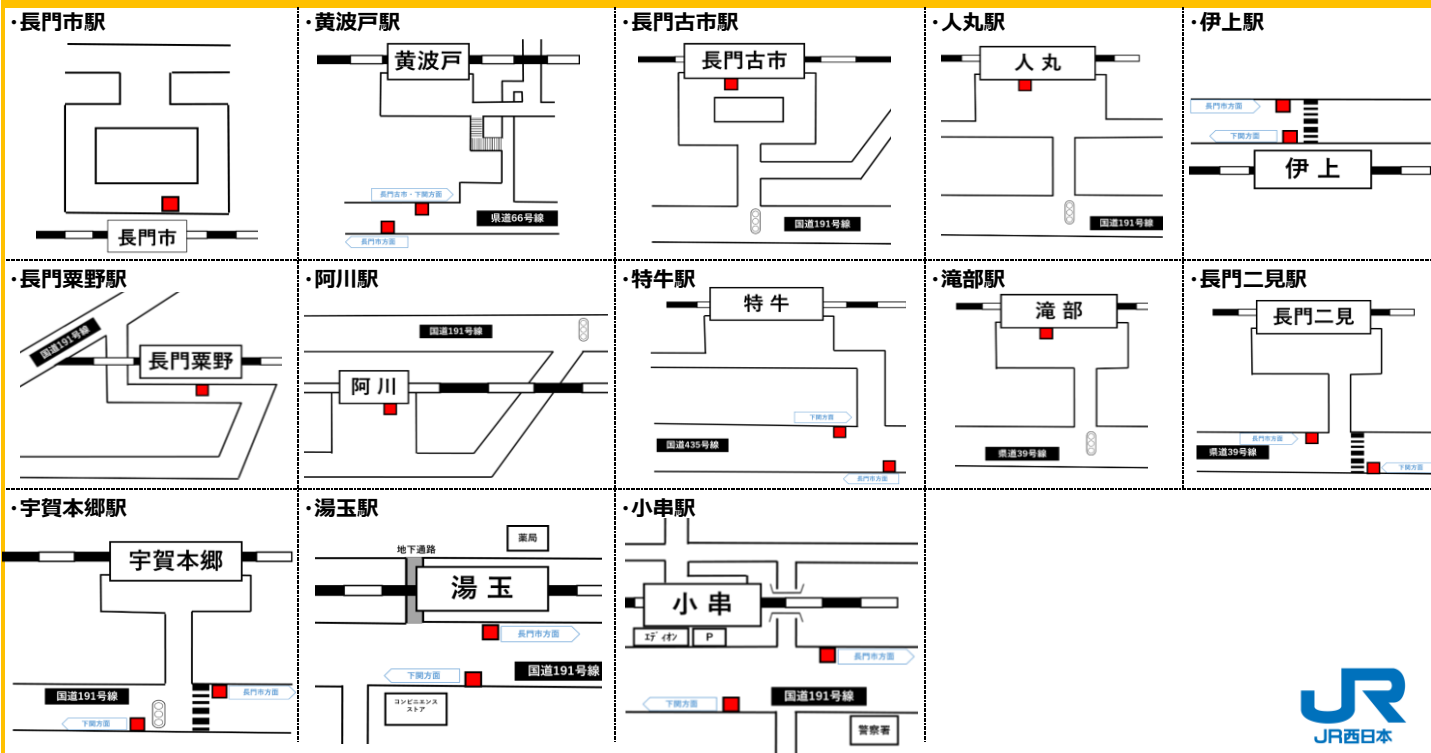 ・長門市駅
長門市
・黄波戸駅
黄波戸
長門古市・下関方面
県道66号線
長門市方面
・長門古市駅
長門古市
国道191号線
・人丸駅
人丸
国道191号線
・伊上駅
長門市方面
下関方面
伊上
・長門粟野駅
国道191号線
長門粟野
・阿川駅
国道191号線
阿川
・特牛駅
特牛
下関方面
国道435号線
長門市方面
・滝部駅
滝部
県道39号線
・長門二見駅
長門二見
長門市方面
県道39号線
下関方面
・宇賀本郷駅
宇賀本郷
国道191号線
長門市方面
下関方面
・湯玉駅
薬局
地下通路
湯玉
長門市方面
国道191号線
下関方面
コンビニエンス
ストア
・小串駅
小串
エディオン
P
長門市方面
国道191号線
下関方面
警察署
JR
JR西日本